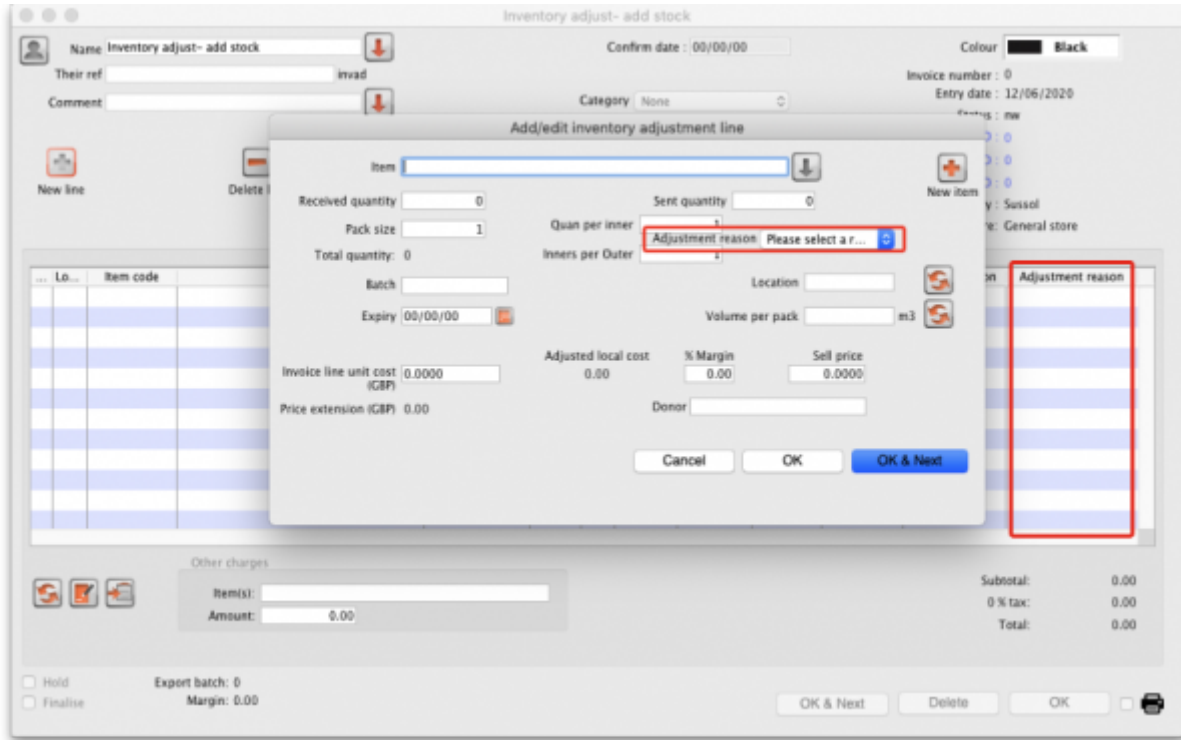 Inventory adjust- add stock
Name Inventory adjust- add stock
Confirm date : 00/00/00
Colour Black
Their ref invad
Invoice number : 0
Comment
Category None
Entry date : 12/06/2020
: nw
Add/edit inventory adjustment line
: 0
Item
: 0
New line
Delete
New item
: 0
Received quantity 0
Sent quantity 0
: Sussol
Pack size 1
Quan per inner
Adjustment reason Please select a r...
: General store
Total quantity: 0
Inners per Outer
... Lo... Item code
Adjustment reason
Batch
Location
Expiry 00/00/00
Volume per pack m3
Adjusted local cost % Margin Sell price
Invoice line unit cost (GBP) 0.0000 0.00 0.00 0.0000
Price extension (GBP) 0.00
Donor
Cancel OK OK & Next
Other charges
Item(s):
Amount: 0.00
Subtotal: 0.00
0 % tax: 0.00
Total: 0.00
Hold
Export batch: 0
Finalise
Margin: 0.00
OK & Next Delete OK